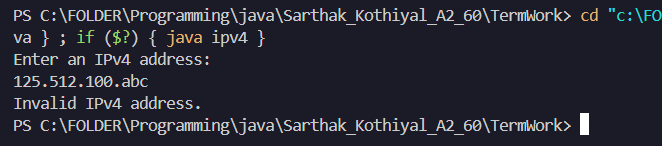 PS C:\FOLDER\Programming\java\Sarthak_Kothiyal_A2_60\TermWork> cd "c:\FO
va } ; if ($?) { java ipv4 }
Enter an IPv4 address:
125.512.100.abc
Invalid IPv4 address.
PS C:\FOLDER\Programming\java\Sarthak_Kothiyal_A2_60\TermWork>